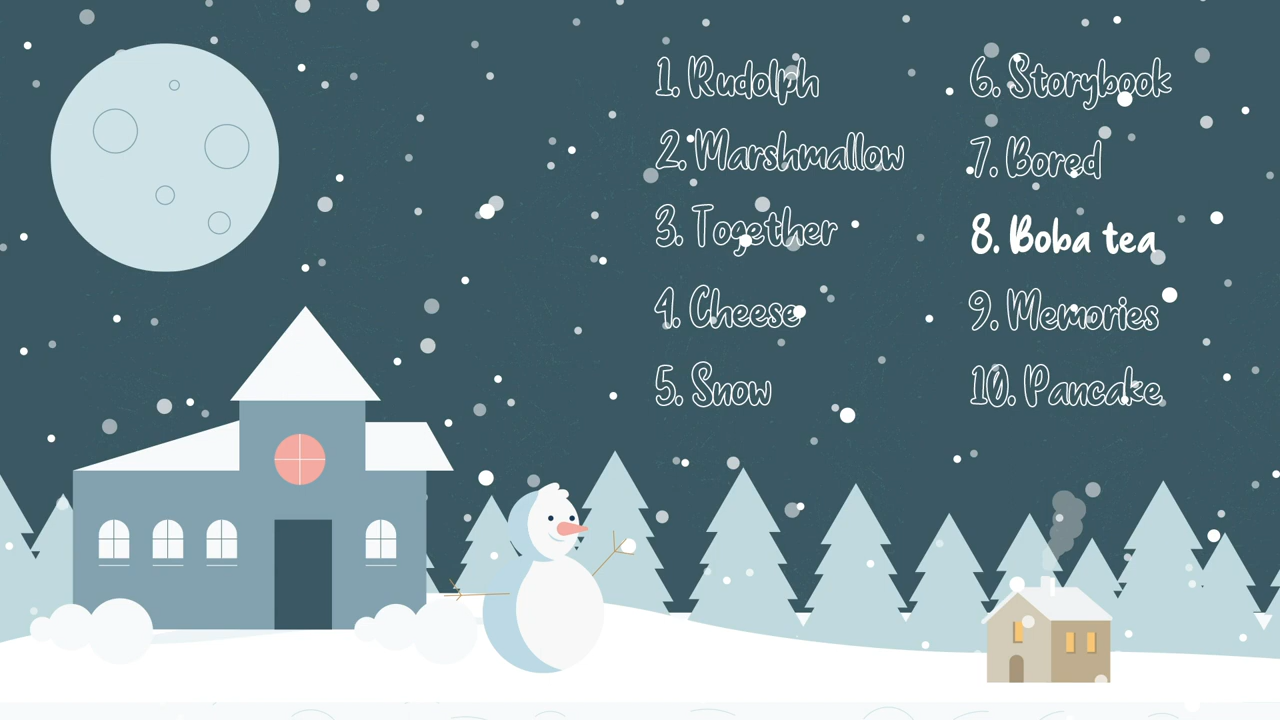 1. Rudolph
2. Marshmallow
3. Together
4. Cheese
5. Snow
6. Storybook
7. Bored
8. Boba tea
9. Memories
10. Pancake